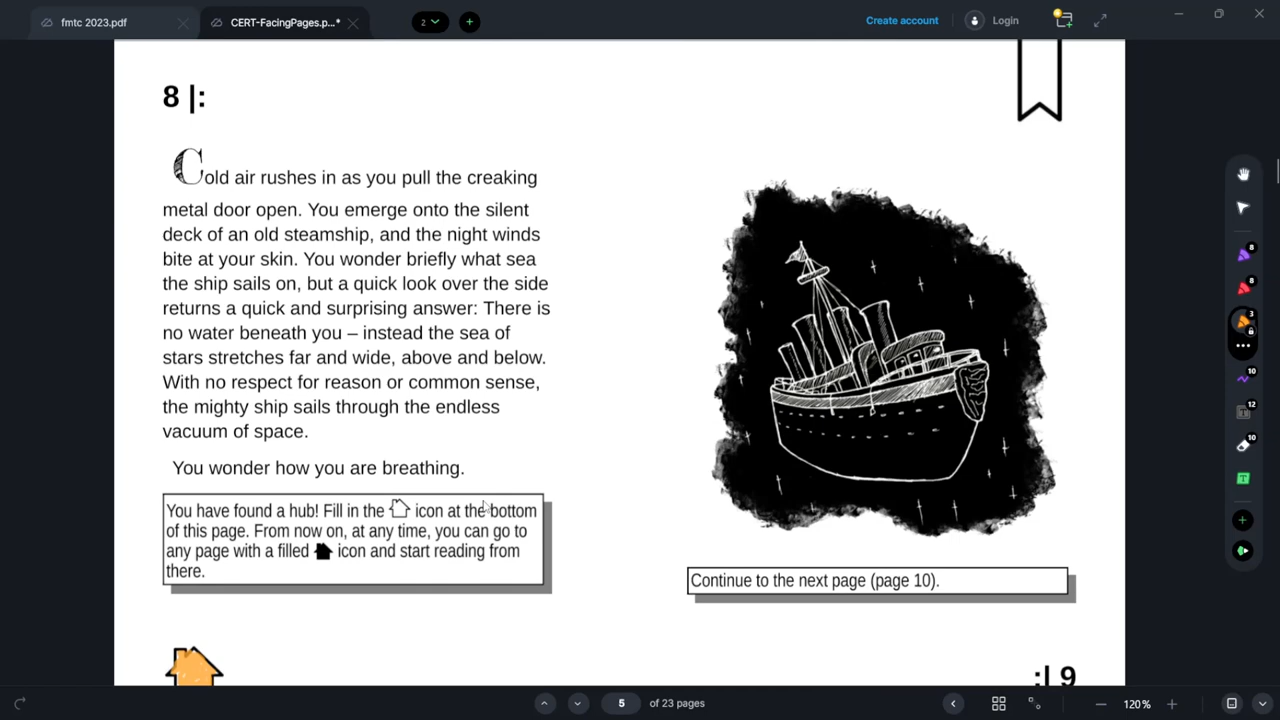 fmtc 2023.pdf
CERT-FacingPages.p...*
2
Create account
Login
8 |:
Cold air rushes in as you pull the creaking
metal door open. You emerge onto the silent
deck of an old steamship, and the night winds
bite at your skin. You wonder briefly what sea
the ship sails on, but a quick look over the side
returns a quick and surprising answer: There is
no water beneath you – instead the sea of
stars stretches far and wide, above and below.
With no respect for reason or common sense,
the mighty ship sails through the endless
vacuum of space.
You wonder how you are breathing.
You have found a hub! Fill in the icon at the bottom
of this page. From now on, at any time, you can go to
any page with a filled icon and start reading from
there.
Continue to the next page (page 10).
:| 9
8
8
3
10
12
10
5 of 23 pages
120%